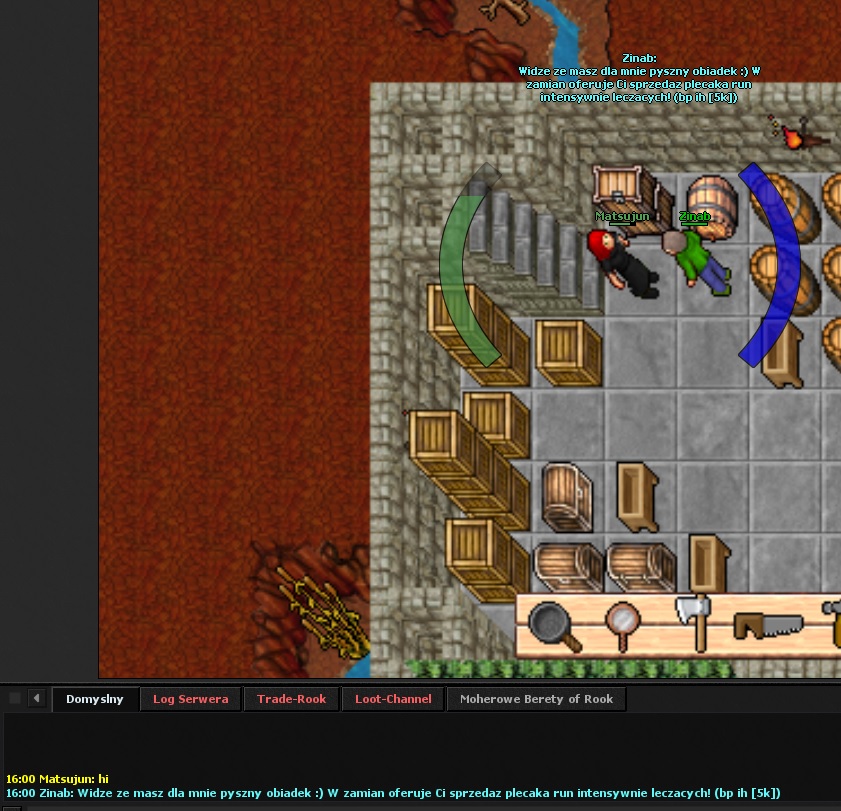 Zinab:
Widze ze masz dla mnie pyszny obiadek :) W
zamian oferuje Ci sprzedaz plecaka run
intensywnie leczacych! (bp ih [5k])
Matsujun
Zinab
Domyslny
Log Serwera
Trade-Rook
Loot-Channel
Moherowe Berety of Rook
16:00 Matsujun: hi
16:00 Zinab: Widze ze masz dla mnie pyszny obiadek :) W zamian oferuje Ci sprzedaz plecaka run intensywnie leczacych! (bp ih [5k])